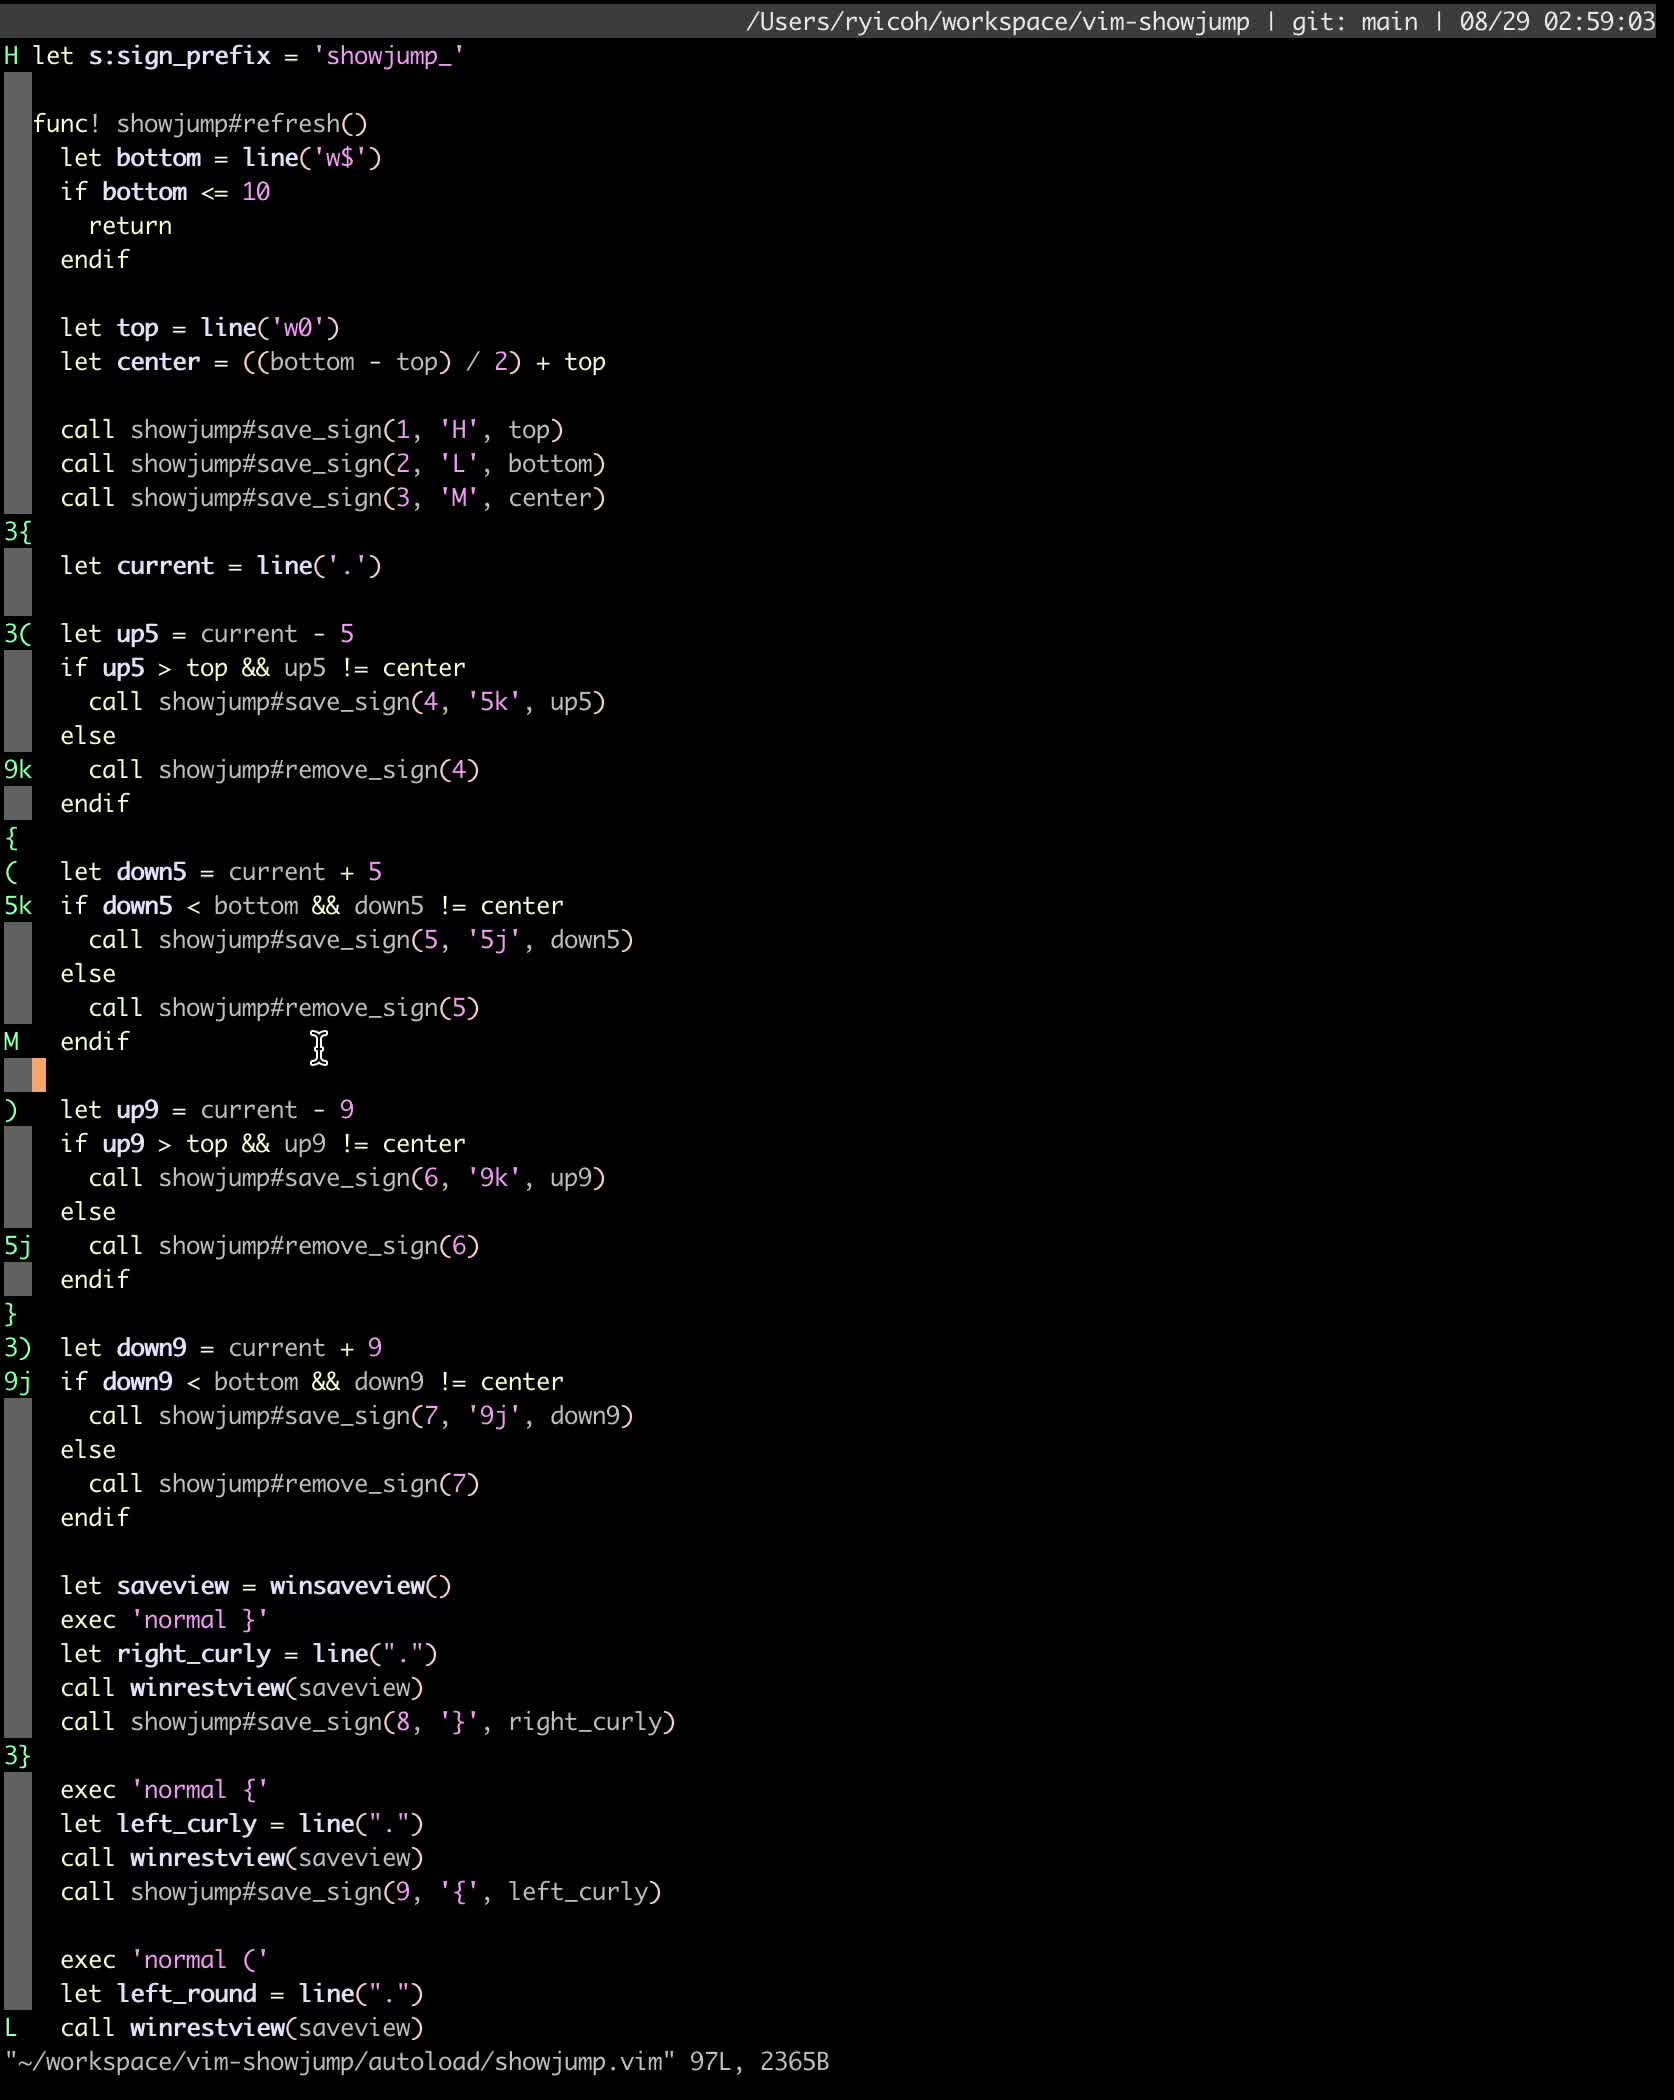 /Users/ryicoh/workspace/vim-showjump | git: main | 08/29 02:59:03
H let s:sign_prefix = 'showjump_'
func! showjump#refresh()
let bottom = line('w$')
if bottom <= 10
return
endif
let top = line('w0')
let center = ((bottom - top) / 2) + top
call showjump#save_sign(1, 'H', top)
call showjump#save_sign(2, 'L', bottom)
call showjump#save_sign(3, 'M', center)
3{
let current = line('.')
3( let up5 = current - 5
if up5 > top && up5 != center
call showjump#save_sign(4, '5k', up5)
else
9k call showjump#remove_sign(4)
endif
{
( let down5 = current + 5
5k if down5 < bottom && down5 != center
call showjump#save_sign(5, '5j', down5)
else
call showjump#remove_sign(5)
M endif
) let up9 = current - 9
if up9 > top && up9 != center
call showjump#save_sign(6, '9k', up9)
else
5j call showjump#remove_sign(6)
endif
}
3) let down9 = current + 9
9j if down9 < bottom && down9 != center
call showjump#save_sign(7, '9j', down9)
else
call showjump#remove_sign(7)
endif
let saveview = winsaveview()
exec 'normal }'
let right_curly = line(".")
call winrestview(saveview)
call showjump#save_sign(8, '}', right_curly)
3}
exec 'normal {'
let left_curly = line(".")
call winrestview(saveview)
call showjump#save_sign(9, '{', left_curly)
exec 'normal ('
let left_round = line(".")
L call winrestview(saveview)
"~/workspace/vim-showjump/autoload/showjump.vim" 97L, 2365B